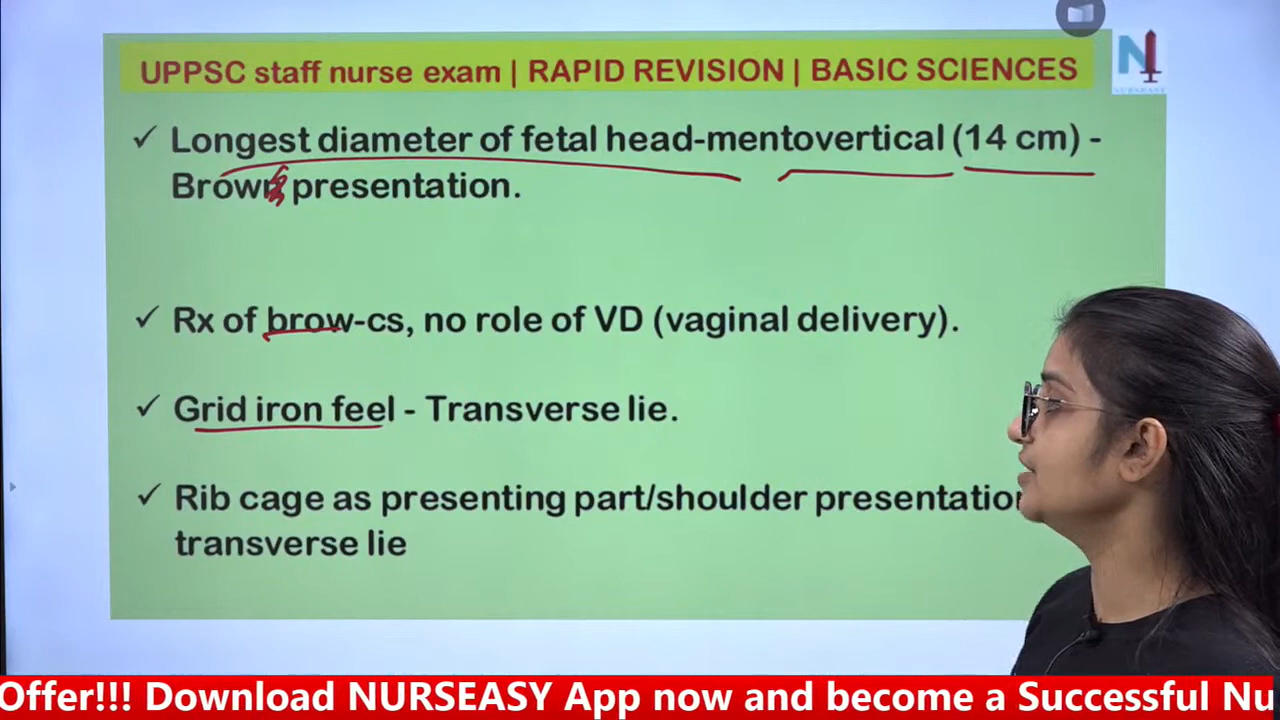 UPPSC staff nurse exam | RAPID REVISION | BASIC SCIENCES
N
NURSEASY
✓ Longest diameter of fetal head-mentovertical (14 cm) -
Brown presentation.
✓ Rx of brow-cs, no role of VD (vaginal delivery).
✓ Grid iron feel - Transverse lie.
✓ Rib cage as presenting part/shoulder presentation
transverse lie
Offer!!! Download NURSEASY App now and become a Successful Nu